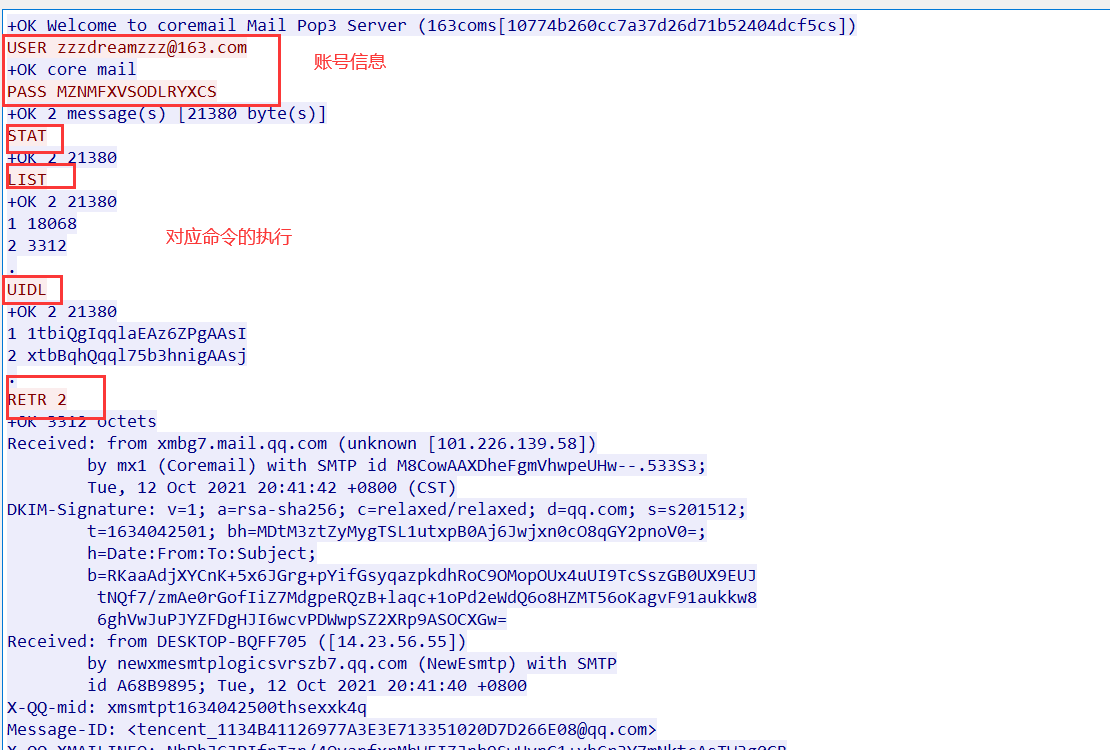 +OK Welcome to coremail Mail Pop3 Server (163coms[10774b260cc7a37d26d71b52404dcf5cs])
USER zzzdreamzzz@163.com
账号信息
+OK core mail
PASS MZNMFXVSODLRYXCS
+OK 2 message(s) [21380 byte(s)]
STAT
+OK 2 21380
LIST
+OK 2 21380
1 18068
对应命令的执行
2 3312
.
UIDL
+OK 2 21380
1 1tbiQgIqqlaEAz6ZPgAAsI
2 xtbBqhQqql75b3hnigAAsj
.
RETR 2
+OK 3312 octets
Received: from xmbg7.mail.qq.com (unknown [101.226.139.58])
by mx1 (Coremail) with SMTP id M8CowAAXDheFgmVhwpeUHw--.533S3;
Tue, 12 Oct 2021 20:41:42 +0800 (CST)
DKIM-Signature: v=1; a=rsa-sha256; c=relaxed/relaxed; d=qq.com; s=s201512;
t=1634042501; bh=MDtM3ztZyMygTSL1utxpB0Aj6Jwjxn0cO8qGY2pnoV0=;
h=Date:From:To:Subject;
b=RKaaAdjXYCnK+5x6JGrg+pYifGsyqazpkdhRoC9OMopOUx4uUI9TcSszGB0UX9EUJ
tNQf7/zmAe0rGofIiZ7MdgpeRQzB+laqc+1oPd2eWdQ6o8HZMT56oKagvF91aukkw8
6ghVwJuPJYZFDgHJI6wcvPDWwpSZ2XRp9ASOCXGw=
Received: from DESKTOP-BQFF705 ([14.23.56.55])
by newxmesmtplogicsvrszb7.qq.com (NewEsmtp) with SMTP
id A68B9895; Tue, 12 Oct 2021 20:41:40 +0800
X-QQ-mid: xmsmtpt1634042500thsexxk4q
Message-ID: <tencent_1134B41126977A3E3E713351020D7D266E08@qq.com>